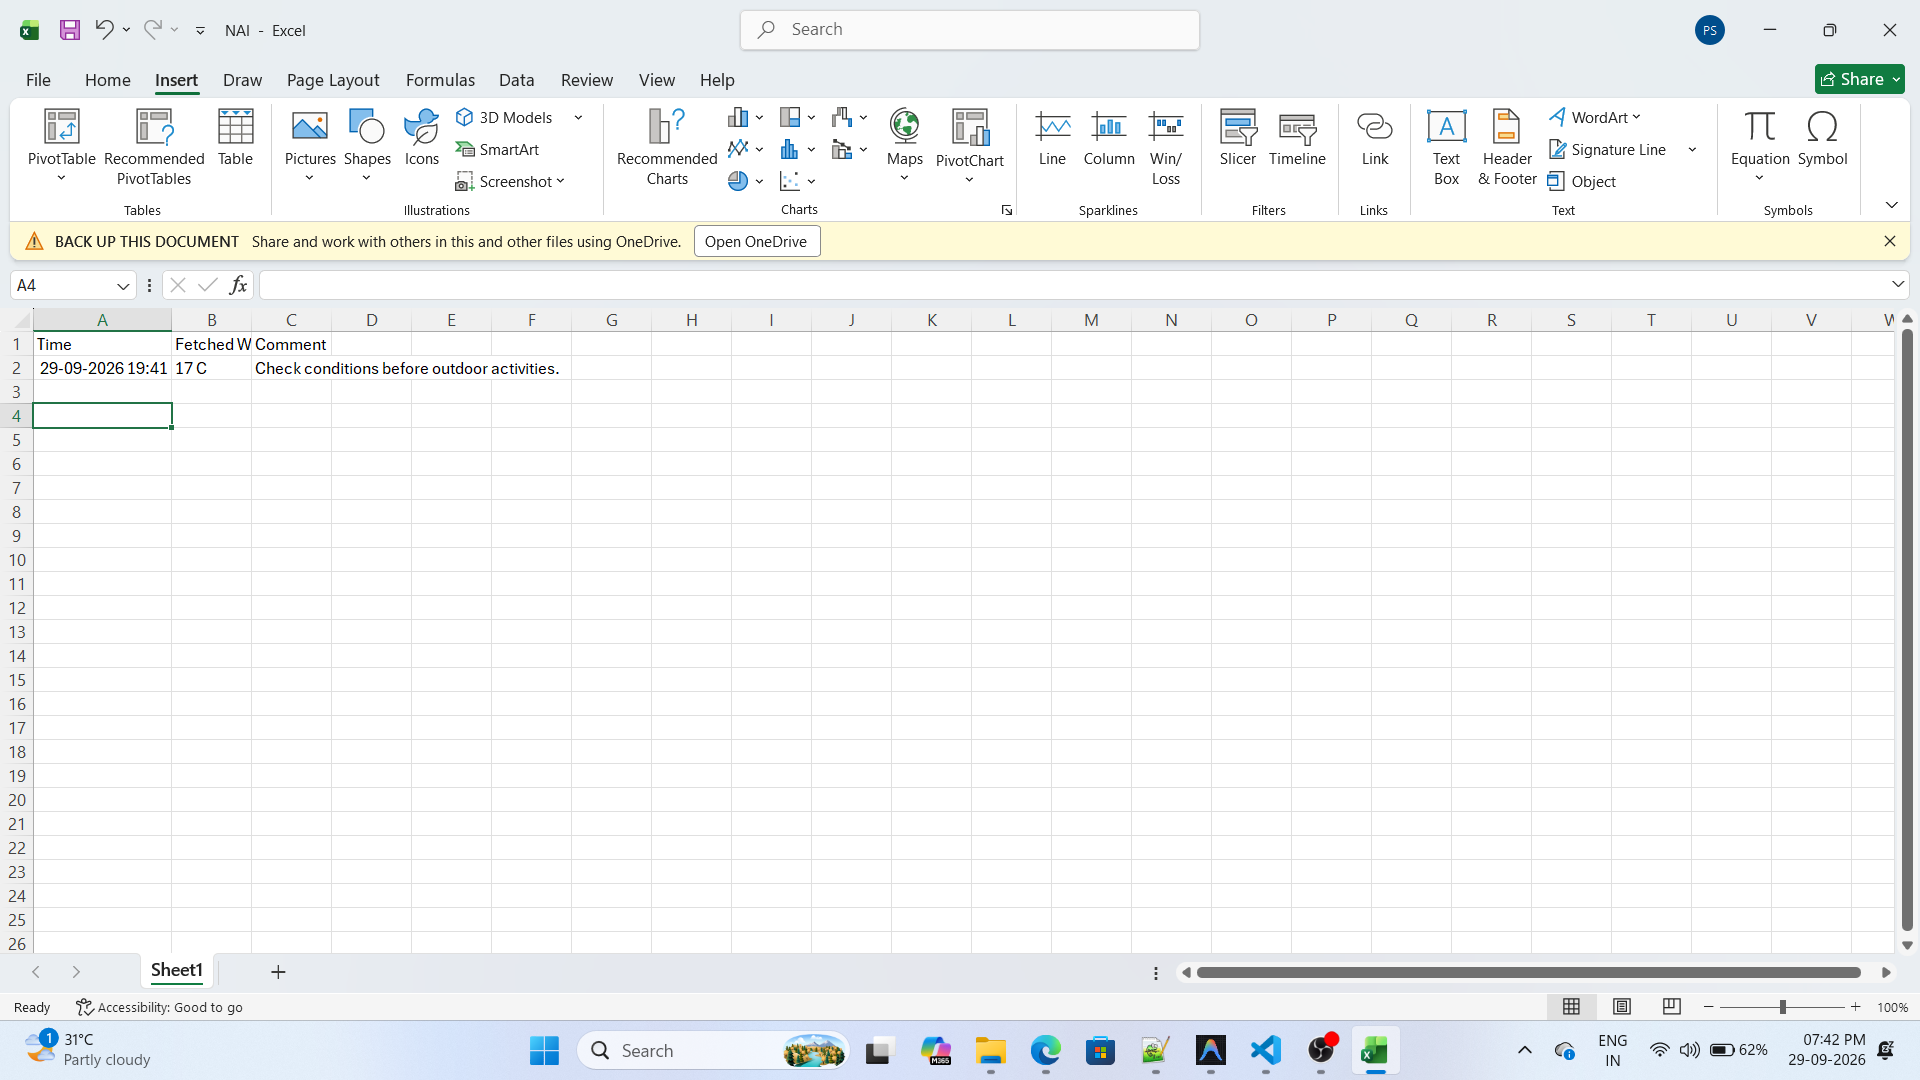 NAI - Excel
Search
PS
File Home Insert Draw Page Layout Formulas Data Review View Help
Share
PivotTable
Recommended PivotTables
Table
Tables
Pictures
Shapes
Icons
3D Models
SmartArt
Screenshot
Illustrations
Recommended Charts
Maps
PivotChart
Charts
Line
Column
Win/ Loss
Sparklines
Slicer
Timeline
Filters
Link
Links
Text Box
Header & Footer
WordArt
Signature Line
Object
Text
Equation
Symbol
Symbols
BACK UP THIS DOCUMENT Share and work with others in this and other files using OneDrive. Open OneDrive
A4
fx
A B C D E F G H I J K L M N O P Q R S T U V W
1 Time Fetched W Comment
2 29-09-2026 19:41 17 C Check conditions before outdoor activities.
3
4
5
6
7
8
9
10
11
12
13
14
15
16
17
18
19
20
21
22
23
24
25
26
Sheet1
Ready Accessibility: Good to go 100%
1
31°C
Partly cloudy
Search
M365
ENG
IN
62%
07:42 PM
29-09-2026